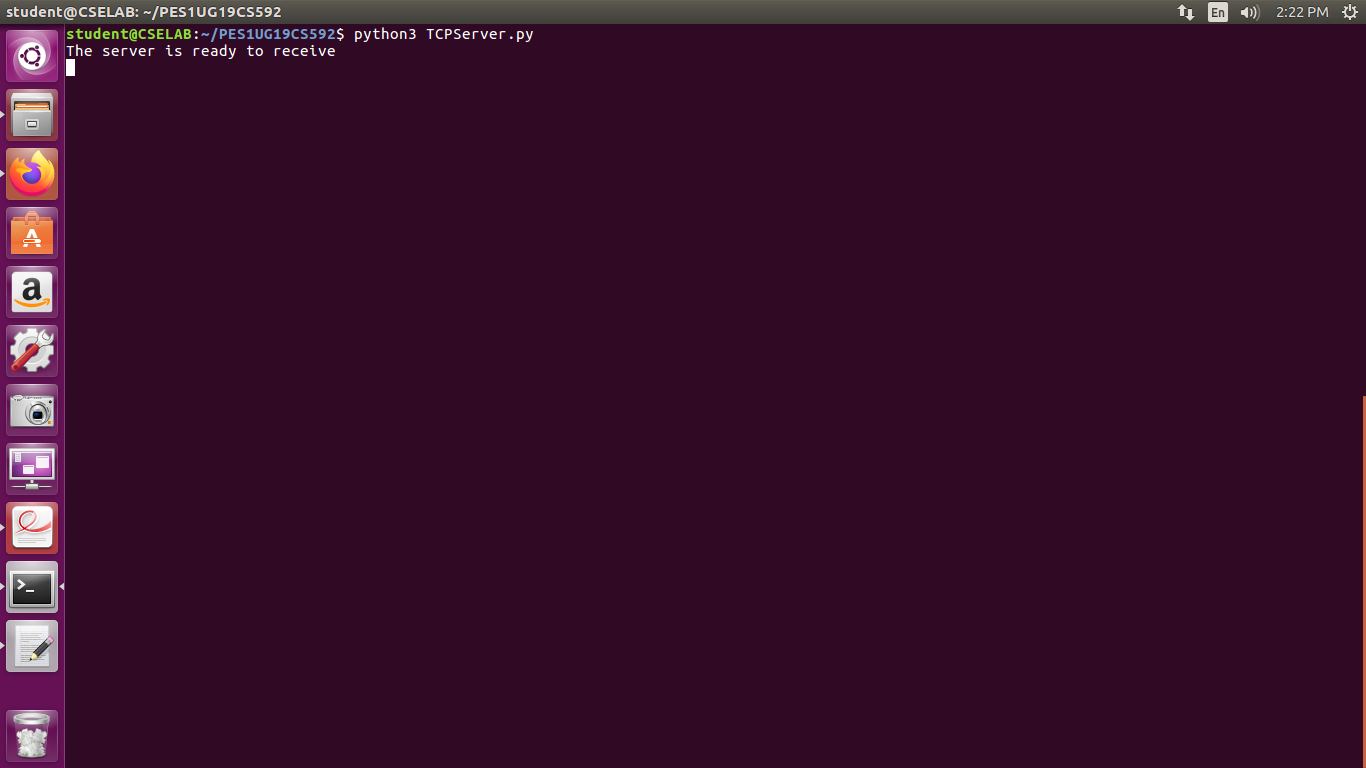 student@CSELAB: ~/PES1UG19CS592
En
2:22 PM
student@CSELAB:~/PES1UG19CS592$ python3 TCPServer.py
The server is ready to receive